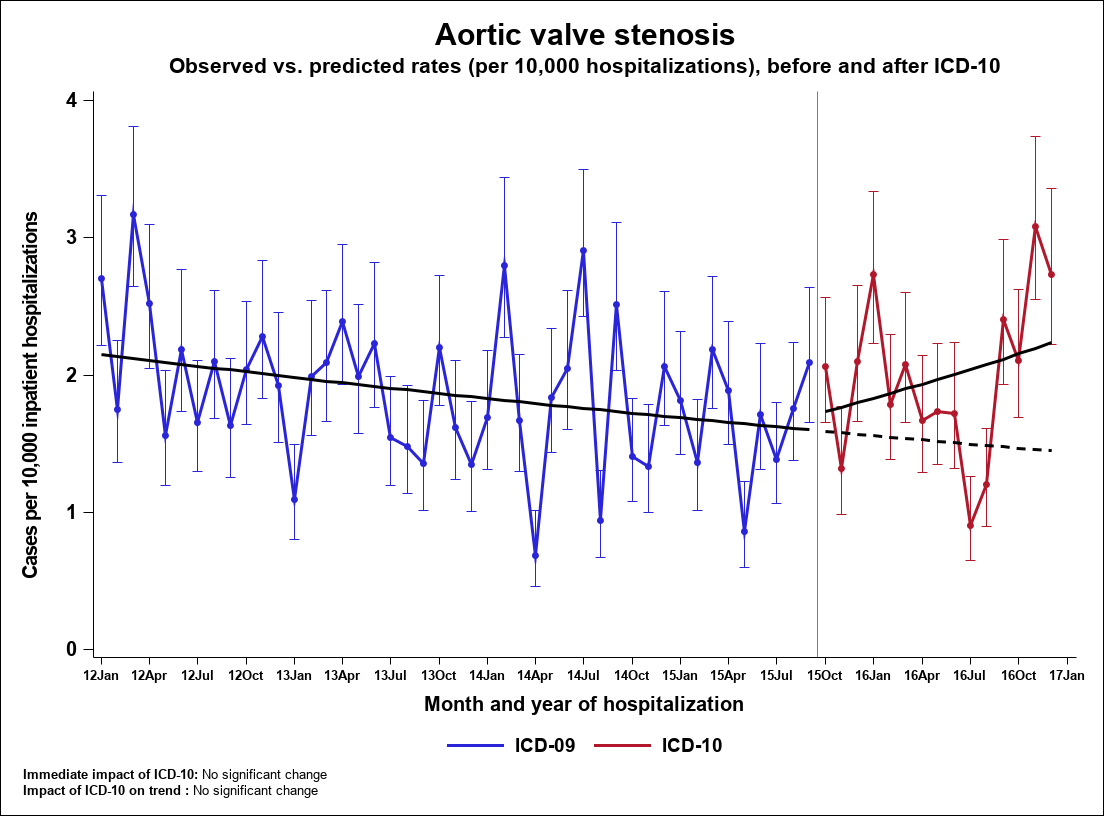 Aortic valve stenosis
Observed vs. predicted rates (per 10,000 hospitalizations), before and after ICD-10
Cases per 10,000 inpatient hospitalizations
4
3
2
1
0
12Jan 12Apr 12Jul 12Oct 13Jan 13Apr 13Jul 13Oct 14Jan 14Apr 14Jul 14Oct 15Jan 15Apr 15Jul 15Oct 16Jan 16Apr 16Jul 16Oct 17Jan
Month and year of hospitalization
ICD-09 ICD-10
Immediate impact of ICD-10: No significant change
Impact of ICD-10 on trend : No significant change